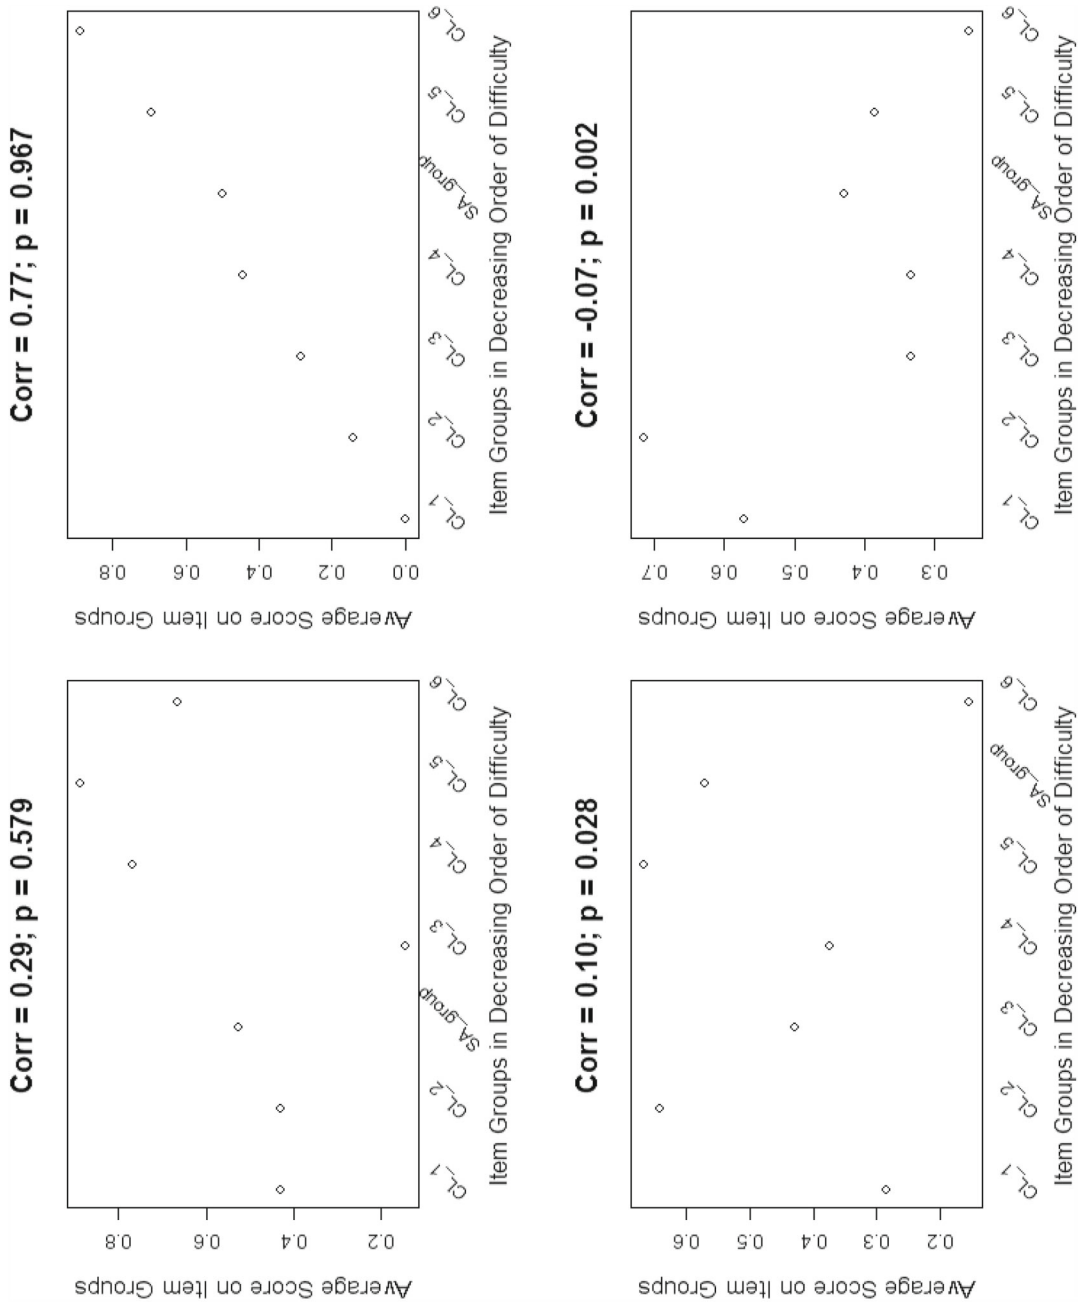 Corr = 0.29; p = 0.579
Average Score on Item Groups
0.8
0.6
0.4
0.2
CL_1
CL_2
SA_group
CL_3
CL_4
CL_5
CL_6
Item Groups in Decreasing Order of Difficulty
Corr = 0.77; p = 0.967
Average Score on Item Groups
0.8
0.6
0.4
0.2
0.0
CL_1
CL_2
CL_3
CL_4
SA_group
CL_5
CL_6
Item Groups in Decreasing Order of Difficulty
Corr = 0.10; p = 0.028
Average Score on Item Groups
0.6
0.5
0.4
0.3
0.2
CL_1
CL_2
CL_3
CL_4
CL_5
SA_group
CL_6
Item Groups in Decreasing Order of Difficulty
Corr = -0.07; p = 0.002
Average Score on Item Groups
0.7
0.6
0.5
0.4
0.3
CL_1
CL_2
CL_3
CL_4
SA_group
CL_5
CL_6
Item Groups in Decreasing Order of Difficulty